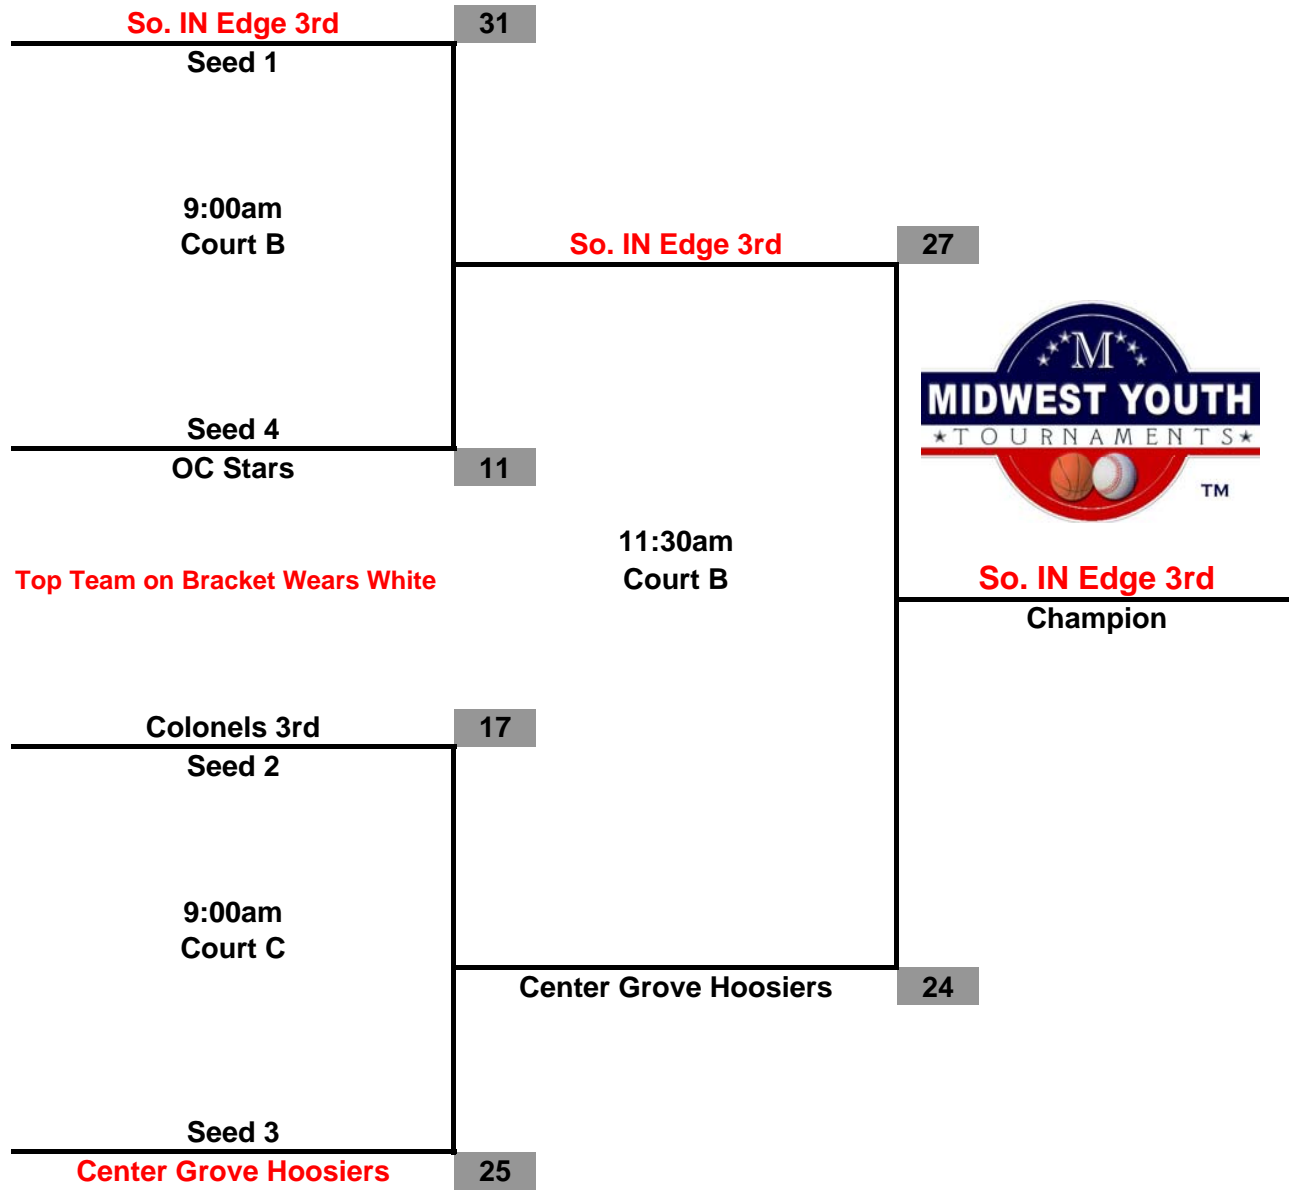 So. IN Edge 3rd 31
Seed 1
9:00am
Court B
So. IN Edge 3rd 27
Seed 4
OC Stars 11
M
MIDWEST YOUTH
TOURNAMENTS
TM
11:30am
Court B
Top Team on Bracket Wears White
So. IN Edge 3rd
Champion
Colonels 3rd 17
Seed 2
9:00am
Court C
Center Grove Hoosiers 24
Seed 3
Center Grove Hoosiers 25